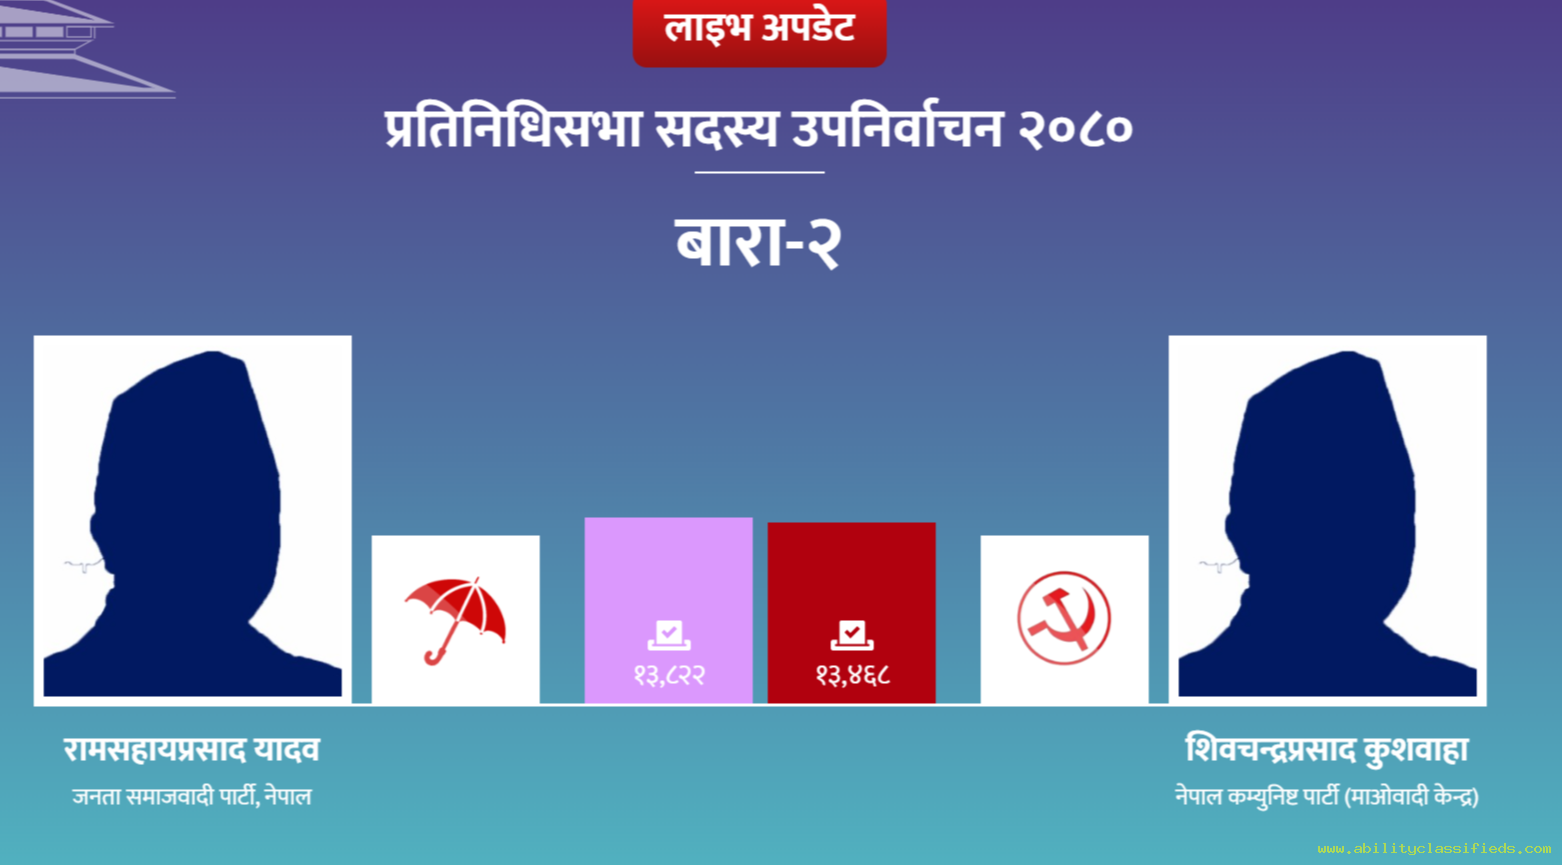 लाइभ अपडेट
प्रतिनिधिसभा सदस्य उपनिर्वाचन २०८०
बारा-२
१३,८२२
१३,४६८
रामसहायप्रसाद यादव
जनता समाजवादी पार्टी, नेपाल
शिवचन्द्रप्रसाद कुशवाहा
नेपाल कम्युनिष्ट पार्टी (माओवादी केन्द्र)
www.abilityclassifieds.com